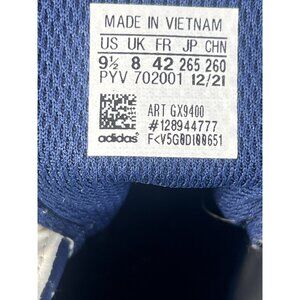 MADE IN VIETNAM
US UK FR JP CHN
9½ 8 42 265 260
PYV 702001 12/21
ART GX9400
#128944777
adidas F<V5G0D100651